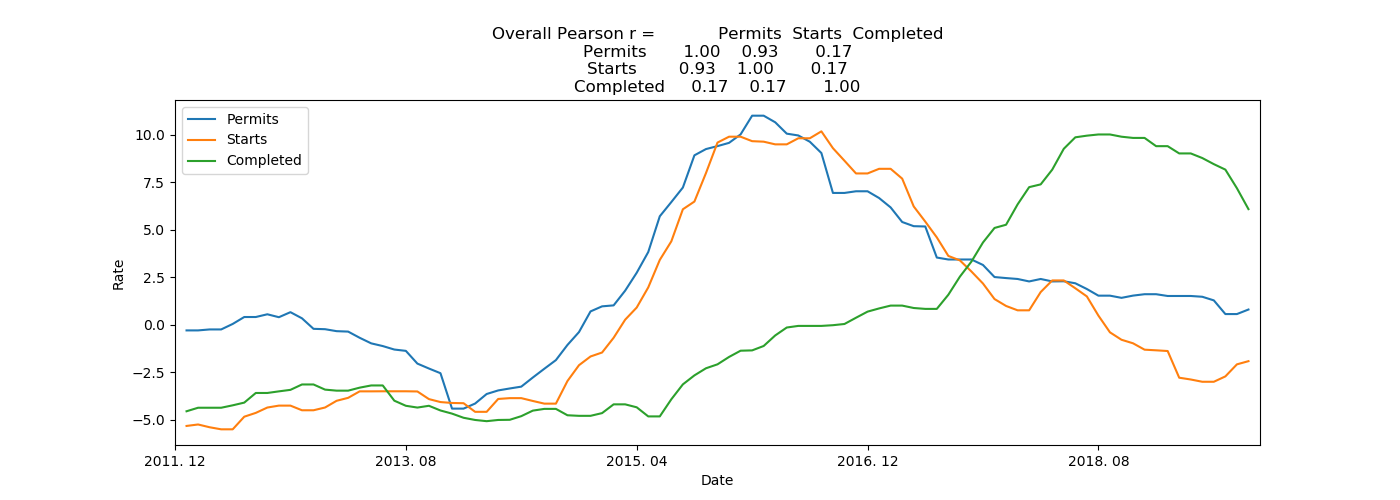 Overall Pearson r =            Permits  Starts  Completed
Permits       1.00    0.93       0.17
Starts        0.93    1.00       0.17
Completed     0.17    0.17       1.00
Permits
Starts
Completed
10.0
7.5
5.0
2.5
0.0
−2.5
−5.0
Rate
2011. 12
2013. 08
2015. 04
2016. 12
2018. 08
Date